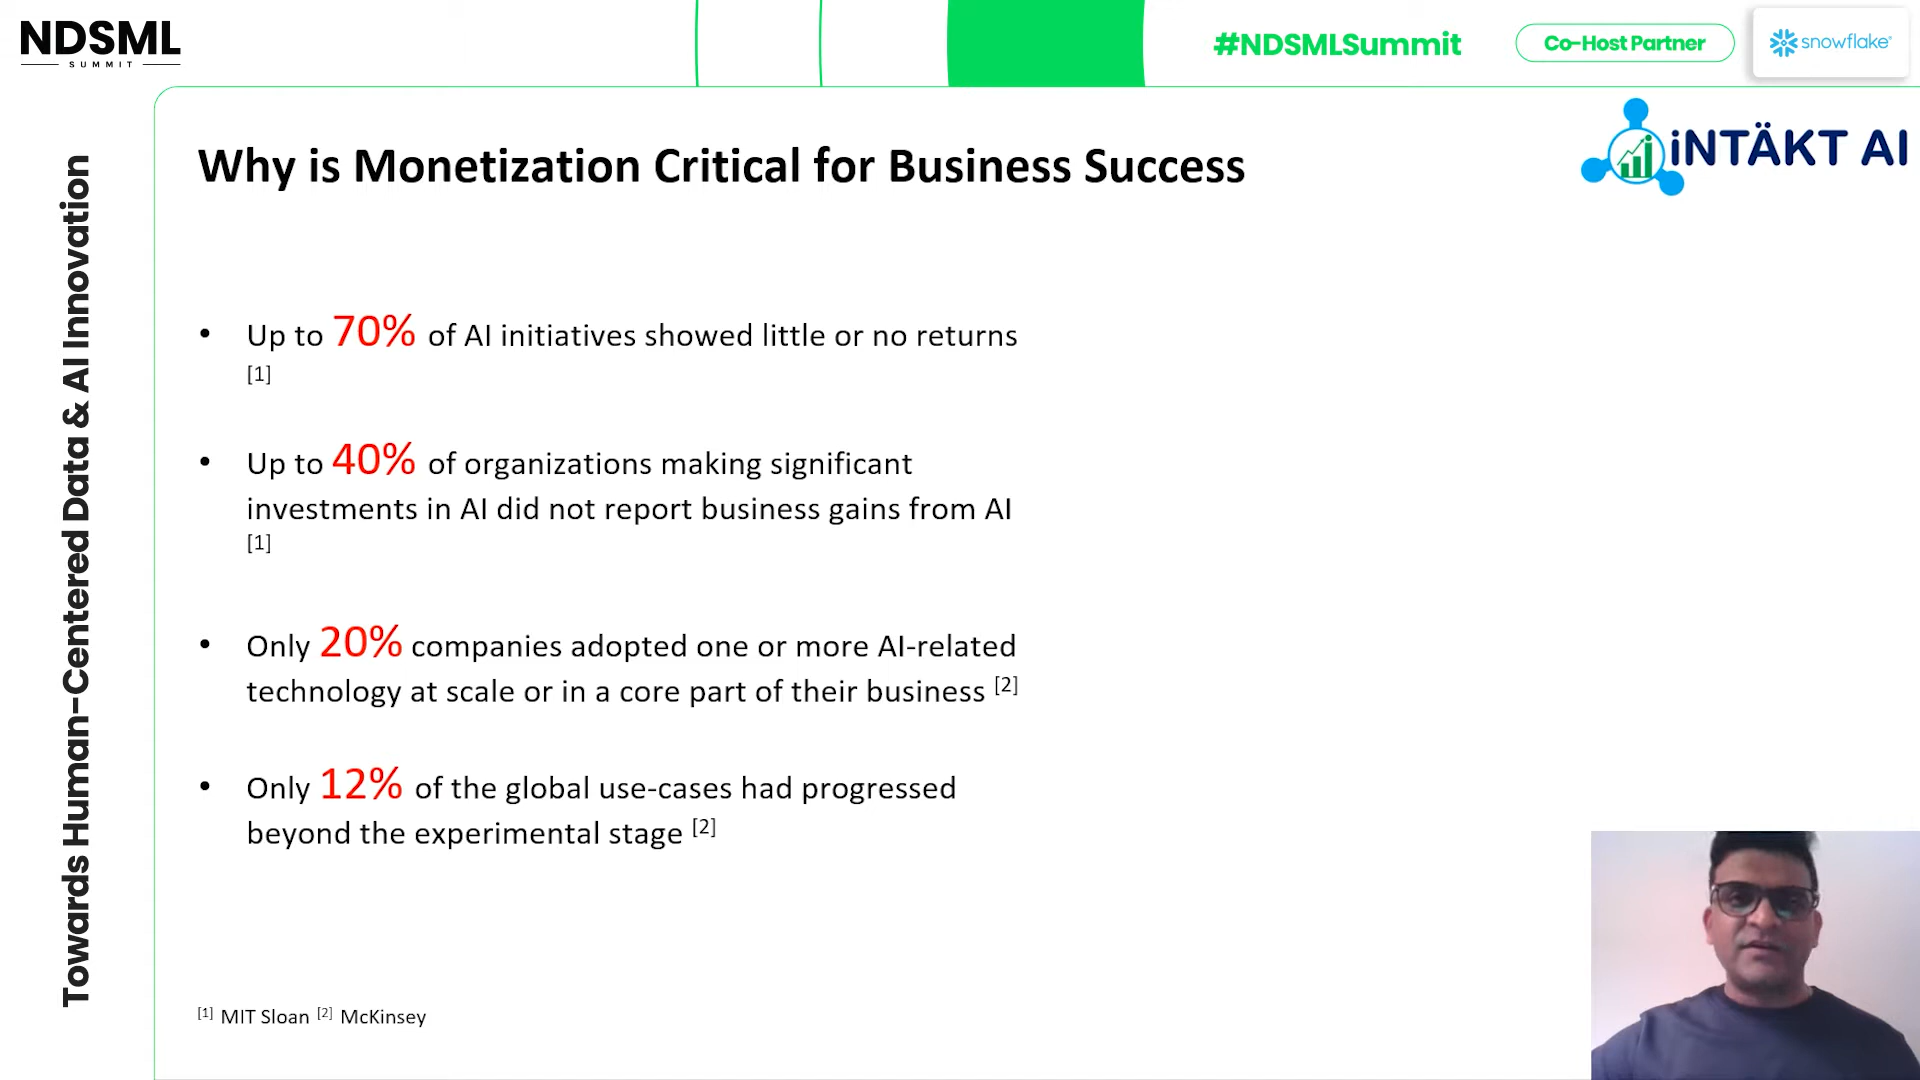 NDSML
SUMMIT
#NDSMLSummit
Co-Host Partner
snowflake®
iNTÄKT AI
Towards Human-Centered Data & AI Innovation
Why is Monetization Critical for Business Success
• Up to 70% of AI initiatives showed little or no returns
[1]
• Up to 40% of organizations making significant
investments in AI did not report business gains from AI
[1]
• Only 20% companies adopted one or more AI-related
technology at scale or in a core part of their business [2]
• Only 12% of the global use-cases had progressed
beyond the experimental stage [2]
[1] MIT Sloan [2] McKinsey